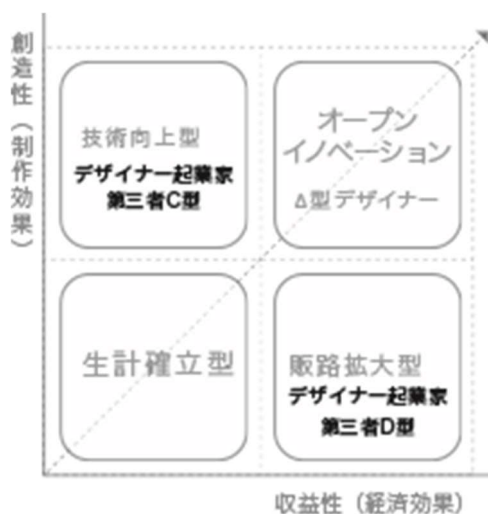 創造性（制作効果）
技術向上型
デザイナー起業家
第三者C型
オープン
イノベーション
Δ型デザイナー
生計確立型
販路拡大型
デザイナー起業家
第三者D型
収益性（経済効果）